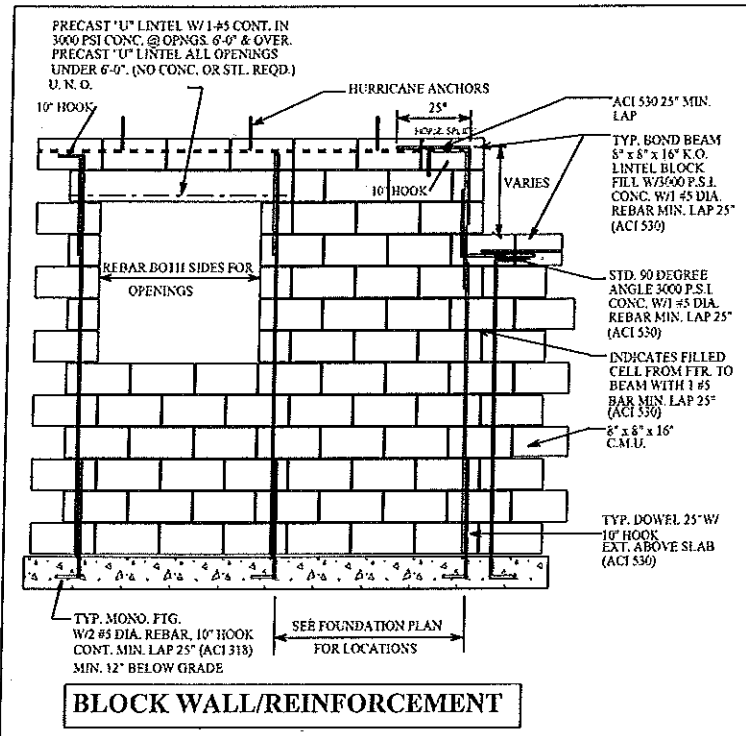 PRECAST "U" LINTEL W/ 1-#5 CONT. IN
3000 PSI CONC. @ OPNGS. 6'-0" & OVER.
PRECAST "U" LINTEL ALL OPENINGS
UNDER 6'-0". (NO CONC. OR STL. REQD.)
U. N. O.
10" HOOK
HURRICANE ANCHORS
25"
ACI 530 25" MIN.
LAP
TYP. BOND BEAM
8" x 8" x 16" K.O.
LINTEL BLOCK
FILL W/3000 P.S.I.
CONC. W/1 #5 DIA.
REBAR MIN. LAP 25"
(ACI 530)
10" HOOK
VARIES
REBAR BOTH SIDES FOR
OPENINGS
STD. 90 DEGREE
ANGLE 3000 P.S.I.
CONC. W/1 #5 DIA.
REBAR MIN. LAP 25"
(ACI 530)
INDICATES FILLED
CELL FROM FTR. TO
BEAM WITH 1 #5
BAR MIN. LAP 25"
(ACI 530)
8" x 8" x 16"
C.M.U.
TYP. DOWEL 25" W/
10" HOOK
EXT. ABOVE SLAB
(ACI 530)
TYP. MONO. FTG.
W/2 #5 DIA. REBAR, 10" HOOK
CONT. MIN. LAP 25" (ACI 318)
MIN. 12" BELOW GRADE
SEE FOUNDATION PLAN
FOR LOCATIONS
BLOCK WALL/REINFORCEMENT